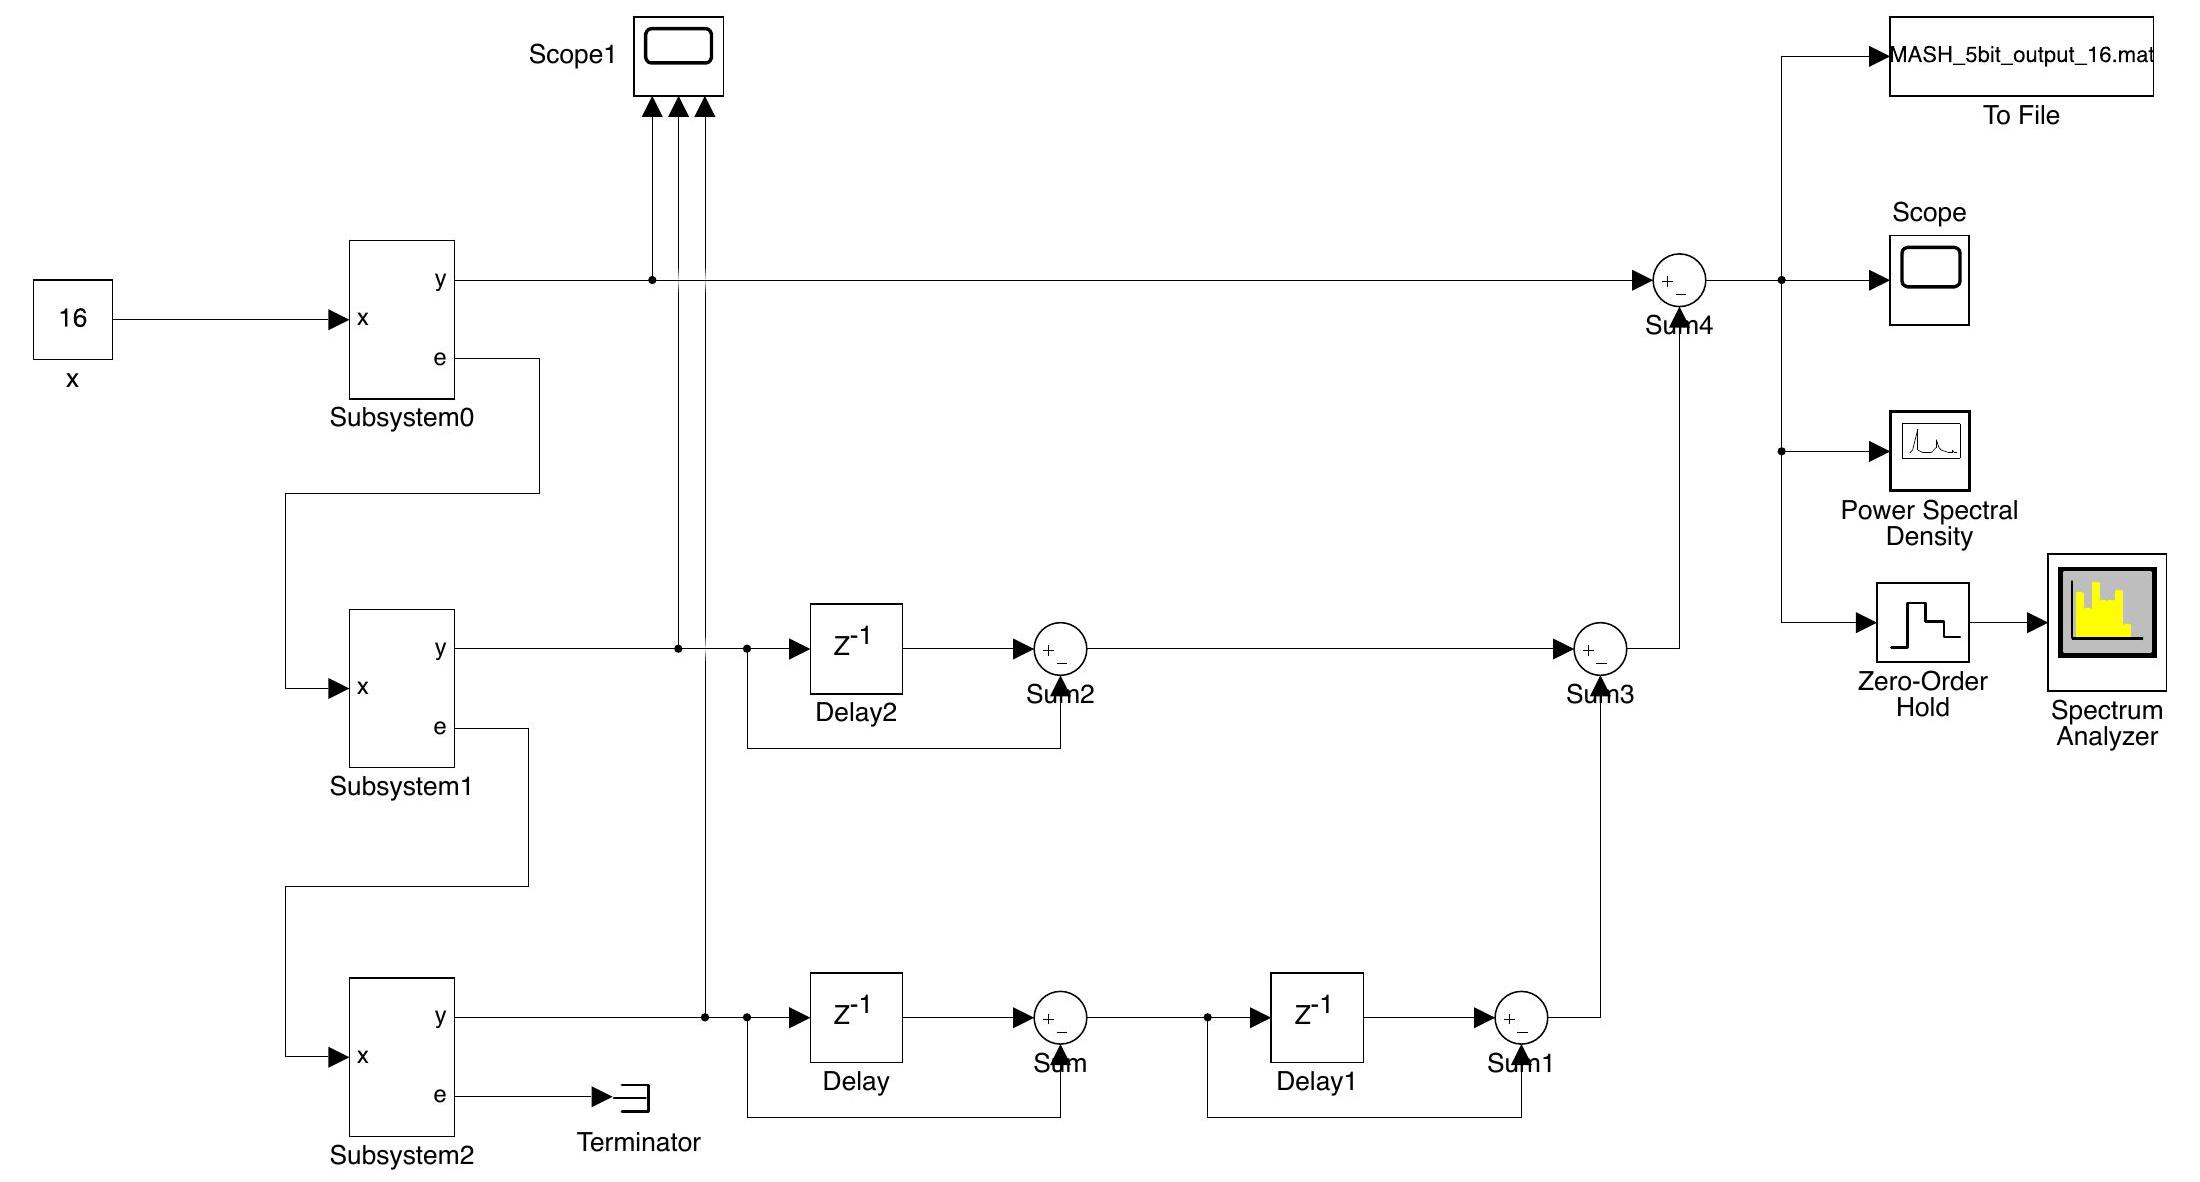 Scope1
MASH_5bit_output_16.mat
To File
Scope
16
x
x
y
e
Subsystem0
+
−
Sum4
Power Spectral
Density
x
y
e
Subsystem1
Z-1
Delay2
+
−
Sum2
+
−
Sum3
Zero-Order
Hold
Spectrum
Analyzer
x
y
e
Subsystem2
Z-1
Delay
+
−
Sum
Z-1
Delay1
+
−
Sum1
Terminator